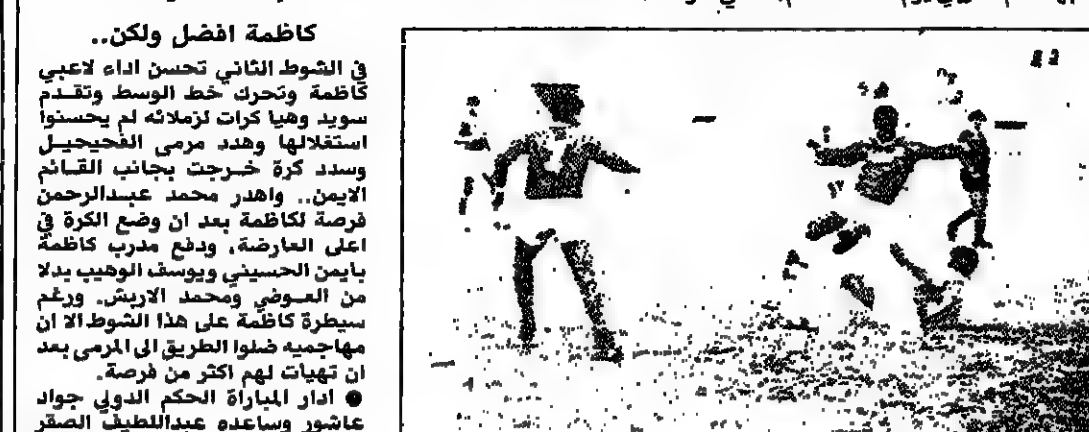 كاظمة افضل ولكن..
في الشوط الثاني تحسن اداء لاعبي
كاظمة وتحرك خط الوسط وتقدم
سويد وهيا كرات لزملائه لم يحسنوا
استغلالها وهدد مرمى الفحيحيل
وسدد كرة خرجت بجانب القائم
الايمن.. واهدر محمد عبدالرحمن
فرصة لكاظمة بعد ان وضع الكرة في
اعلى العارضة، ودفع مدرب كاظمة
بايمن الحسيني ويوسف الوهيب بدلا
من العوضي ومحمد الاربش. ورغم
سيطرة كاظمة على هذا الشوط الا ان
مهاجميه ضلوا الطريق الى المرمى بعد
ان تهيات لهم اكثر من فرصة.
● ادار المباراة الحكم الدولي جواد
عاشور وساعده عبداللطيف الصقر